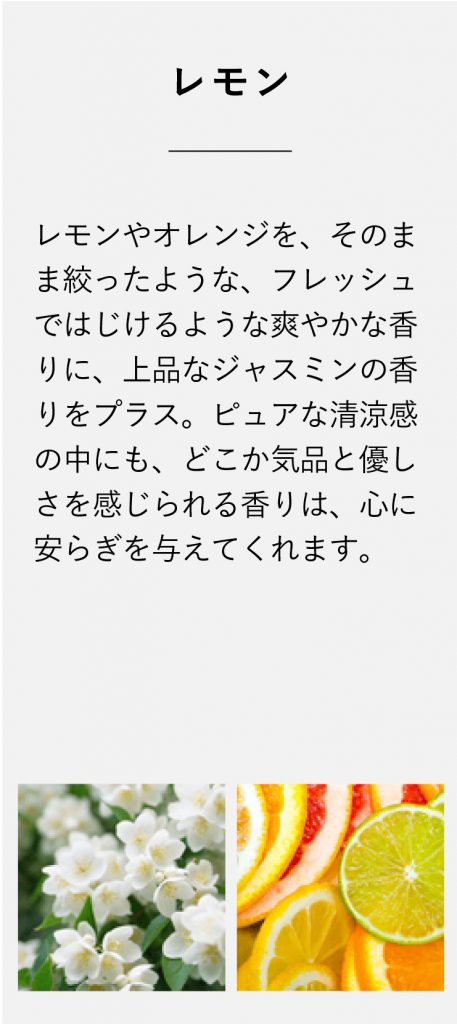 レモン
レモンやオレンジを、そのま
ま絞ったような、フレッシュ
ではじけるような爽やかな香
りに、上品なジャスミンの香
りをプラス。ピュアな清涼感
の中にも、どこか気品と優し
さを感じられる香りは、心に
安らぎを与えてくれます。